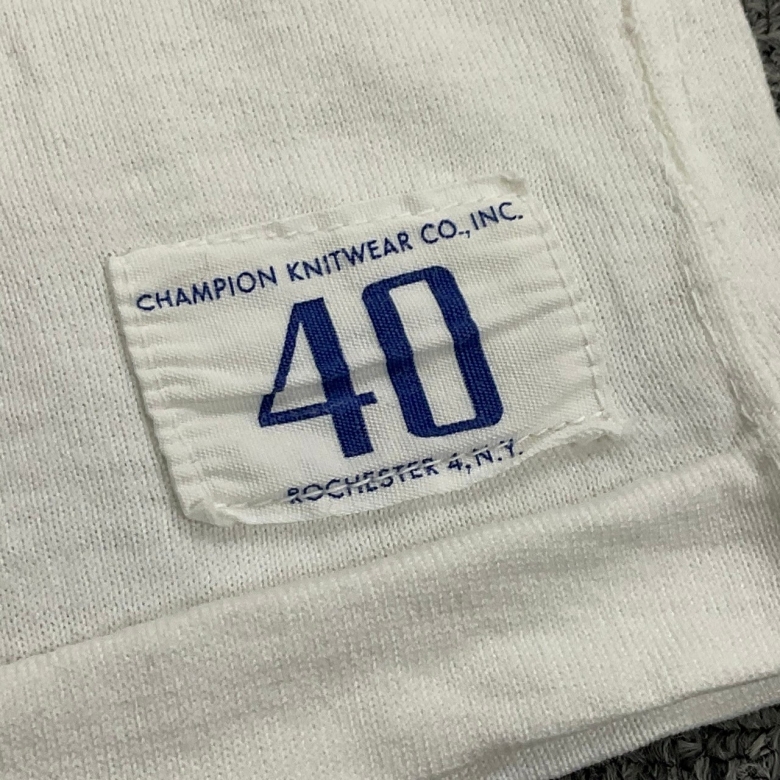 CHAMPION KNITWEAR CO., INC.
40
ROCHESTER 4, N.Y.